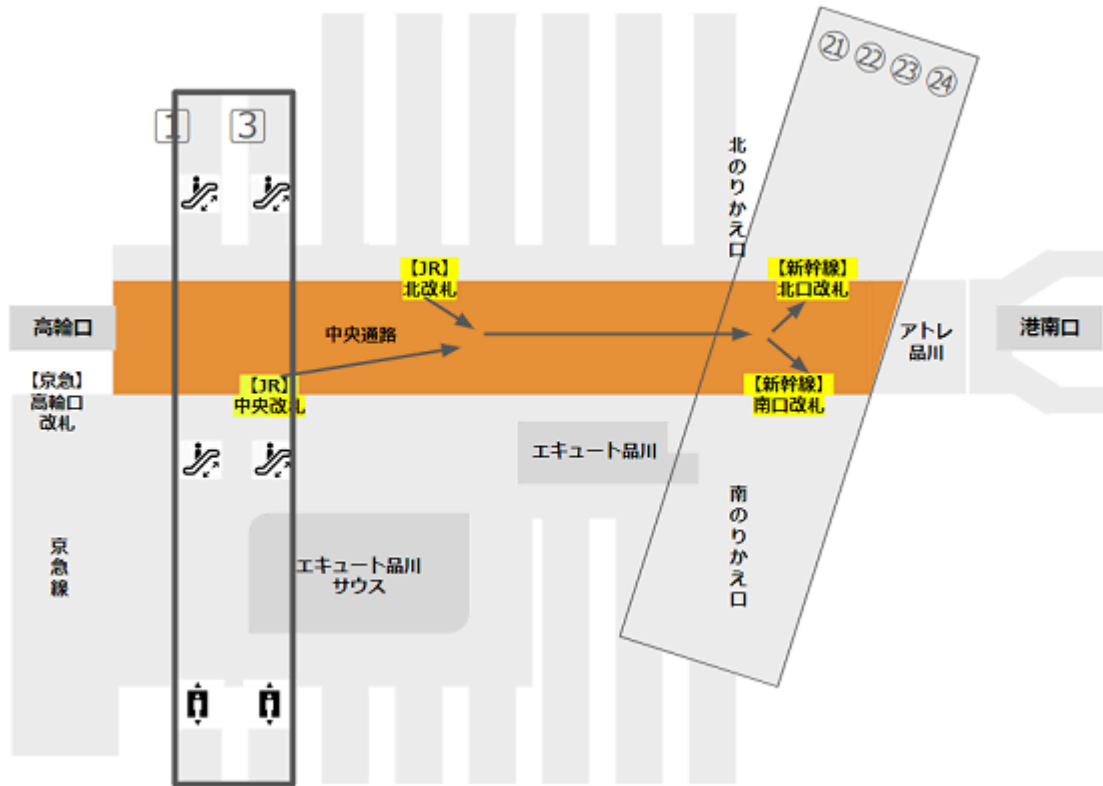 ㉑ ㉒ ㉓ ㉔
1 3
北のりかえ口
【JR】
北改札
【新幹線】
北口改札
高輪口
中央通路
アトレ
品川
港南口
【京急】
高輪口
改札
【JR】
中央改札
【新幹線】
南口改札
エキュート品川
南のりかえ口
京急線
エキュート品川
サウス